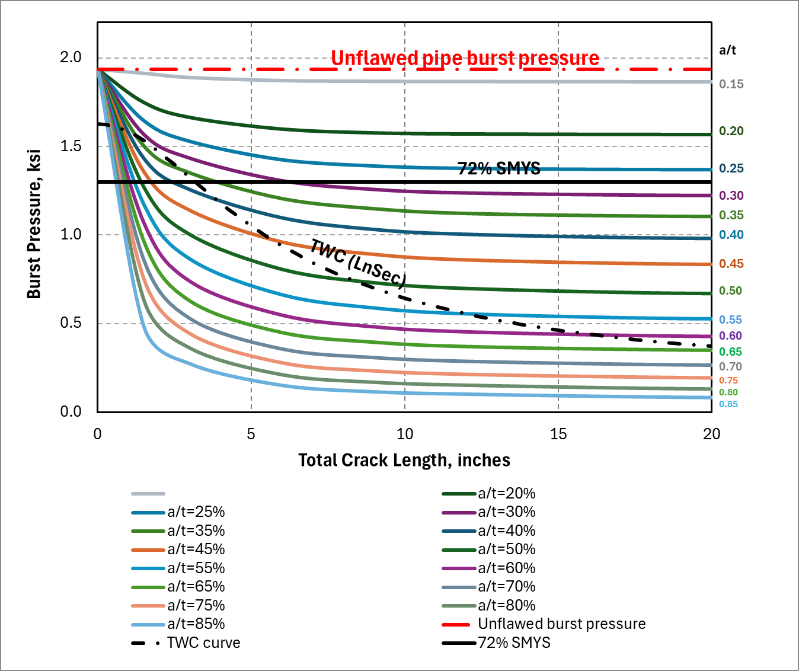 a/t
2.0
Unflawed pipe burst pressure
0.15
0.20
1.5
72% SMYS
0.25
0.30
0.35
Burst Pressure, ksi
1.0
TWC (LnSec)
0.40
0.45
0.50
0.5
0.55
0.60
0.65
0.70
0.75
0.80
0.85
0.0
0 5 10 15 20
Total Crack Length, inches
a/t=20%
a/t=25% a/t=30%
a/t=35% a/t=40%
a/t=45% a/t=50%
a/t=55% a/t=60%
a/t=65% a/t=70%
a/t=75% a/t=80%
a/t=85% Unflawed burst pressure
TWC curve 72% SMYS